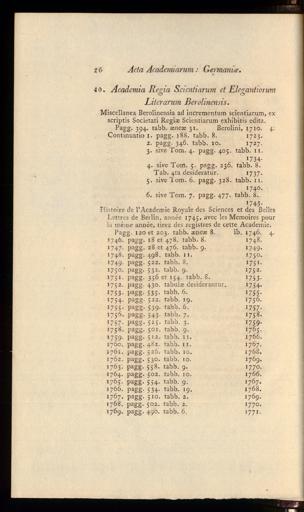 26 Acta Academiarum: Germaniæ.
40. Academia Regia Scientiarum et Elegantiorum
Literarum Berolinensis.
Miscellanea Berolinensia ad incrementum scientiarum, ex
scriptis Societati Regiæ Scientiarum exhibitis edita.
Pagg. 394. tabb. æneæ 31. Berolini, 1710. 4.
Continuatio 1. pagg. 188. tabb. 8. 1723.
2. pagg. 346. tabb. 10. 1727.
3. sive Tom. 4. pagg. 405. tabb. 11.
1734.
4. sive Tom. 5. pagg. 236. tabb. 8.
Tab. 4ta desideratur. 1737.
5. sive Tom. 6. pagg. 328. tabb. 11.
1740.
6. sive Tom. 7. pagg. 477. tabb. 8.
1743.
Histoire de l'Academie Royale des Sciences et des Belles
Lettres de Berlin, année 1745, avec les Memoires pour
la même année, tirez des registres de cette Academie.
Pagg. 120 et 203. tabb. æneæ 8. Ib. 1746. 4.
1746. pagg. 18 et 478. tabb. 8. 1748.
1747. pagg. 28 et 476. tabb. 9. 1749.
1748. pagg. 498. tabb. 11. 1750.
1749. pagg. 522. tabb. 8. 1751.
1750. pagg. 531. tabb. 9. 1752.
1751. pagg. 356 et 154. tabb. 8. 1753.
1752. pagg. 430. tabulæ desiderantur. 1754.
1753. pagg. 535. tabb. 6. 1755.
1754. pagg. 522. tabb. 19. 1756.
1755. pagg. 539. tabb. 6. 1757.
1756. pagg. 543. tabb. 7. 1758.
1757. pagg. 525. tabb. 3. 1759.
1758. pagg. 501. tabb. 9. 1765.
1759. pagg. 512. tabb. 11. 1766.
1760. pagg. 482. tabb. 11. 1767.
1761. pagg. 526. tabb. 10. 1768.
1762. pagg. 530. tabb. 10. 1769.
1763. pagg. 558. tabb. 9. 1770.
1764. pagg. 502. tabb. 10. 1766.
1765. pagg. 554. tabb. 9. 1767.
1766. pagg. 534. tabb. 19. 1768.
1767. pagg. 510. tabb. 2. 1769.
1768. pagg. 502. tabb. 2. 1770.
1769. pagg. 490. tabb. 6. 1771.